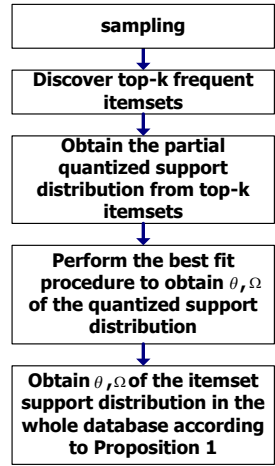 sampling
Discover top-k frequent
itemsets
Obtain the partial
quantized support
distribution from top-k
itemsets
Perform the best fit
procedure to obtain θ,Ω
of the quantized support
distribution
Obtain θ,Ω of the itemset
support distribution in the
whole database according
to Proposition 1